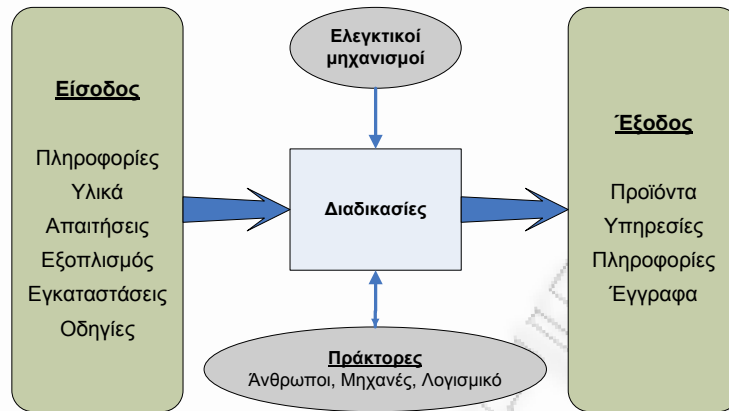 Είσοδος
Πληροφορίες
Υλικά
Απαιτήσεις
Εξοπλισμός
Εγκαταστάσεις
Οδηγίες
Ελεγκτικοί
μηχανισμοί
Διαδικασίες
Πράκτορες
Άνθρωποι, Μηχανές, Λογισμικό
Έξοδος
Προϊόντα
Υπηρεσίες
Πληροφορίες
Έγγραφα